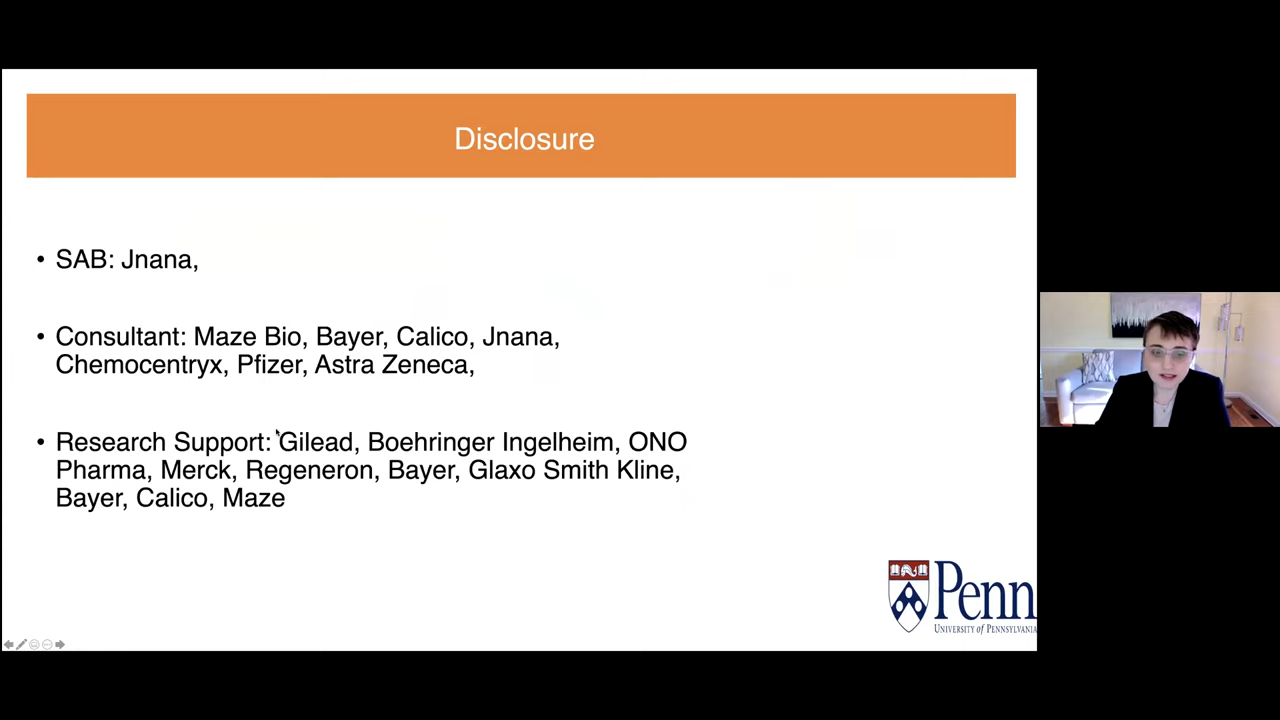 Disclosure
• SAB: Jnana,
• Consultant: Maze Bio, Bayer, Calico, Jnana,
Chemocentryx, Pfizer, Astra Zeneca,
• Research Support: Gilead, Boehringer Ingelheim, ONO
Pharma, Merck, Regeneron, Bayer, Glaxo Smith Kline,
Bayer, Calico, Maze
Penn
UNIVERSITY of PENNSYLVANIA